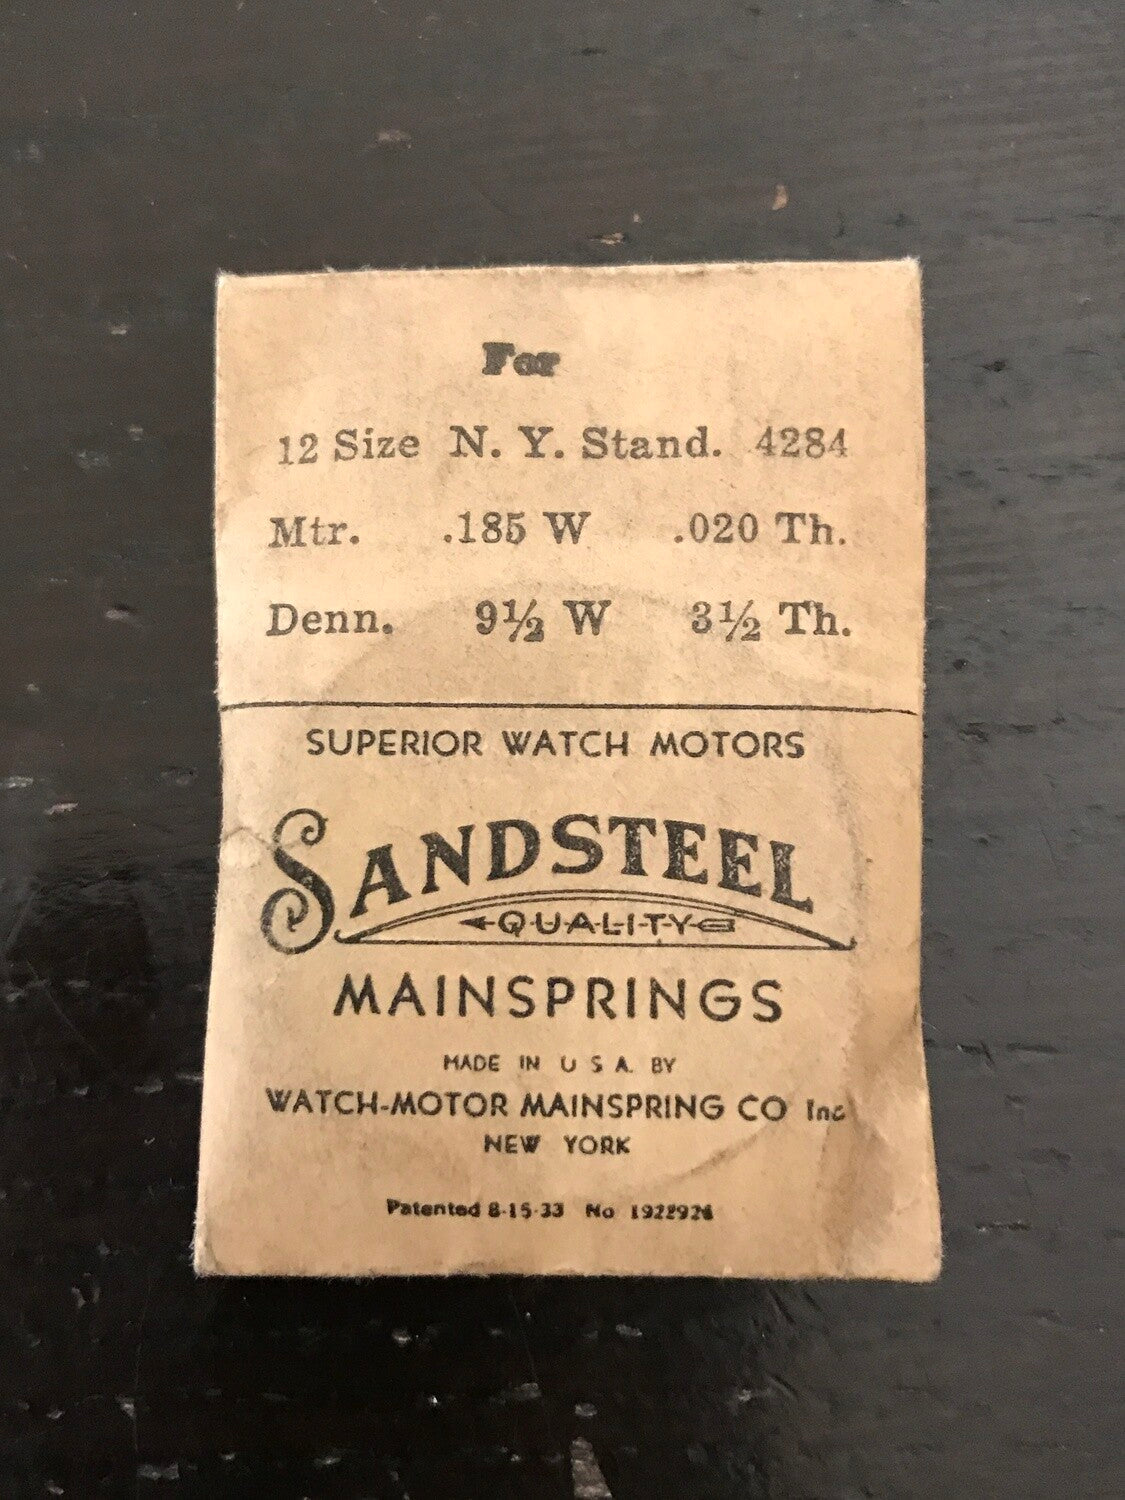 For
12 Size N. Y. Stand. 4284
Mtr. .185 W .020 Th.
Denn. 9½ W 3½ Th.
SUPERIOR WATCH MOTORS
SANDSTEEL
QUALITY
MAINSPRINGS
MADE IN U S A. BY
WATCH-MOTOR MAINSPRING CO Inc
NEW YORK
Patented 8-15-33 No